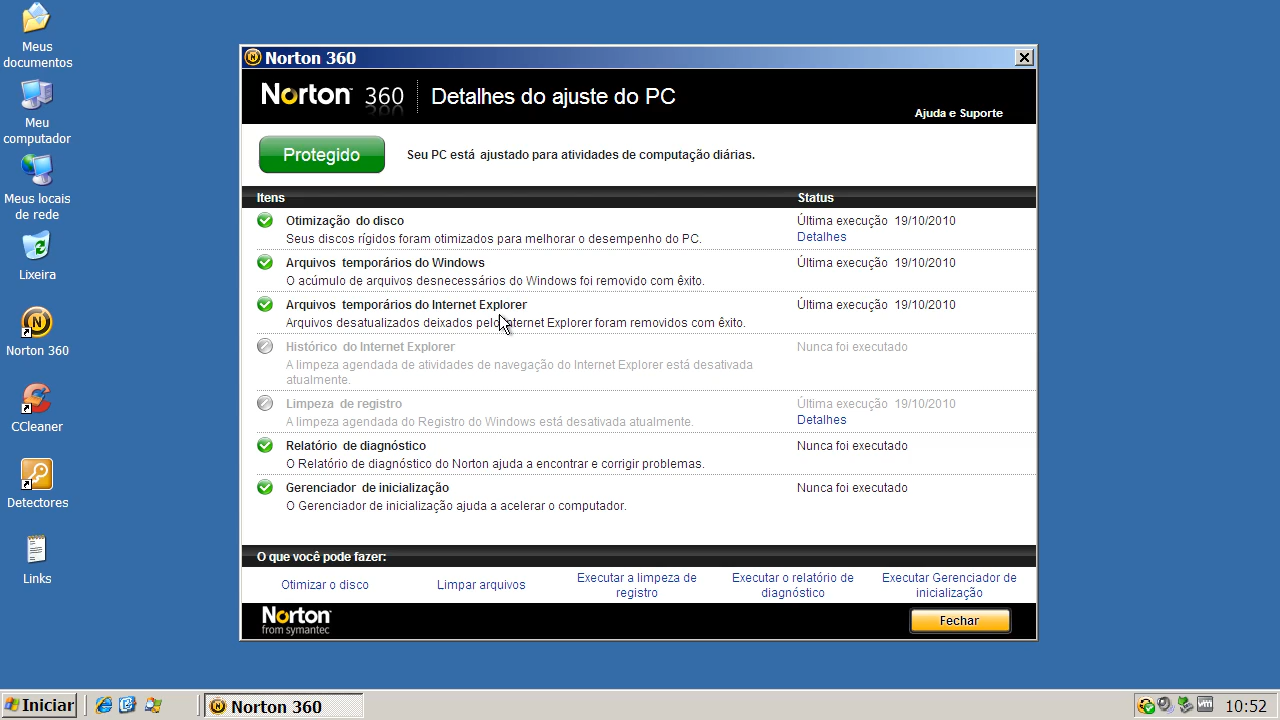 Meus
documentos
Meu
computador
Meus locais
de rede
Lixeira
Norton 360
CCleaner
Detectores
Links
Norton 360
Norton 360 Detalhes do ajuste do PC
Ajuda e Suporte
Protegido Seu PC está ajustado para atividades de computação diárias.
Itens Status
Otimização do disco Última execução 19/10/2010
Seus discos rígidos foram otimizados para melhorar o desempenho do PC. Detalhes
Arquivos temporários do Windows Última execução 19/10/2010
O acúmulo de arquivos desnecessários do Windows foi removido com êxito.
Arquivos temporários do Internet Explorer Última execução 19/10/2010
Arquivos desatualizados deixados pelo Internet Explorer foram removidos com êxito.
Histórico do Internet Explorer Nunca foi executado
A limpeza agendada de atividades de navegação do Internet Explorer está desativada
atualmente.
Limpeza de registro Última execução 19/10/2010
A limpeza agendada do Registro do Windows está desativada atualmente. Detalhes
Relatório de diagnóstico Nunca foi executado
O Relatório de diagnóstico do Norton ajuda a encontrar e corrigir problemas.
Gerenciador de inicialização Nunca foi executado
O Gerenciador de inicialização ajuda a acelerar o computador.
O que você pode fazer:
Otimizar o disco
Limpar arquivos
Executar a limpeza de
registro
Executar o relatório de
diagnóstico
Executar Gerenciador de
inicialização
Norton
from symantec
Fechar
Iniciar
Norton 360
vm
10:52